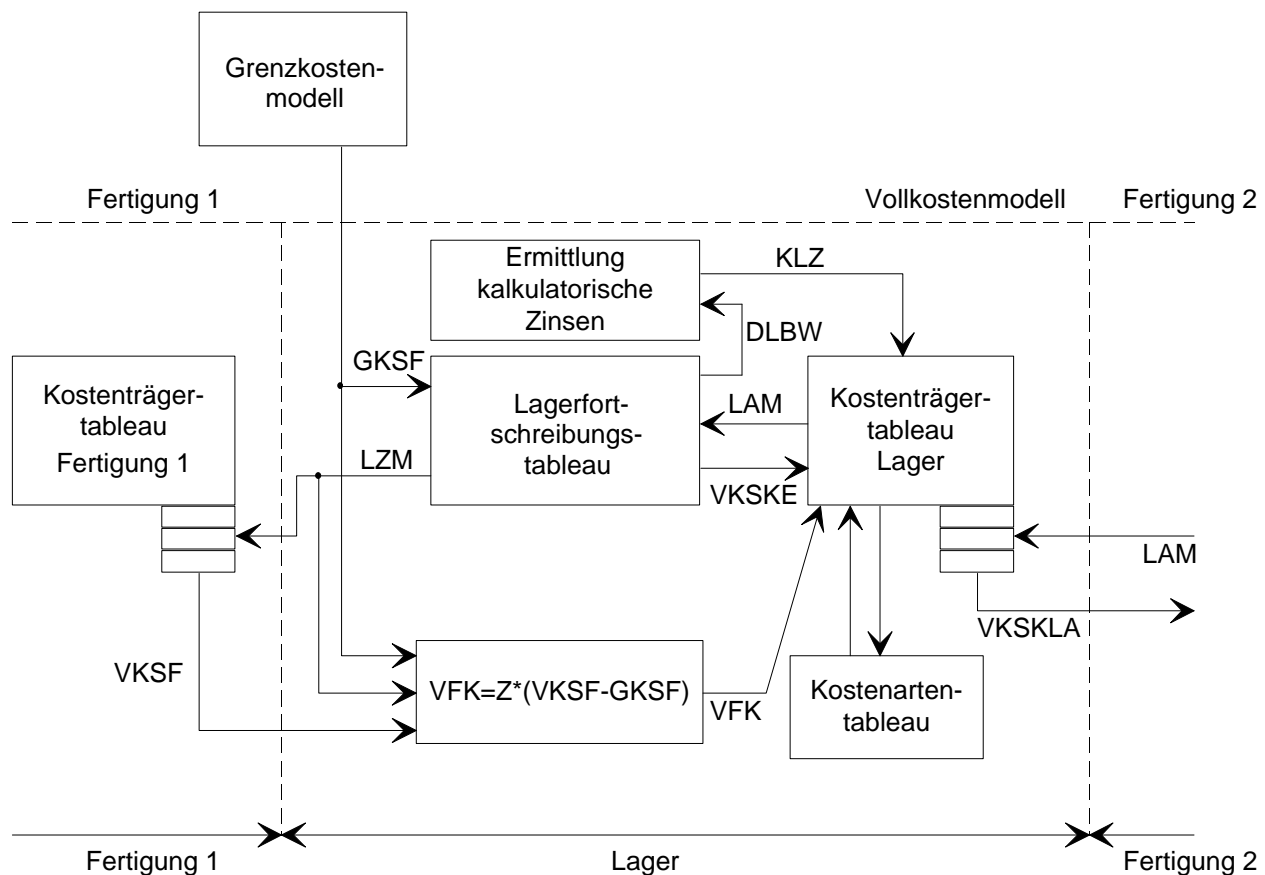 Grenzkosten-
modell
Fertigung 1
Vollkostenmodell
Fertigung 2
Ermittlung
kalkulatorische
Zinsen
KLZ
DLBW
GKSF
Kostenträger-
tableau
Fertigung 1
Lagerfort-
schreibungs-
tableau
LAM
Kostenträger-
tableau
Lager
LZM
VKSKE
LAM
VKSKLA
VKSF
VFK=Z*(VKSF-GKSF)
VFK
Kostenarten-
tableau
Fertigung 1
Lager
Fertigung 2